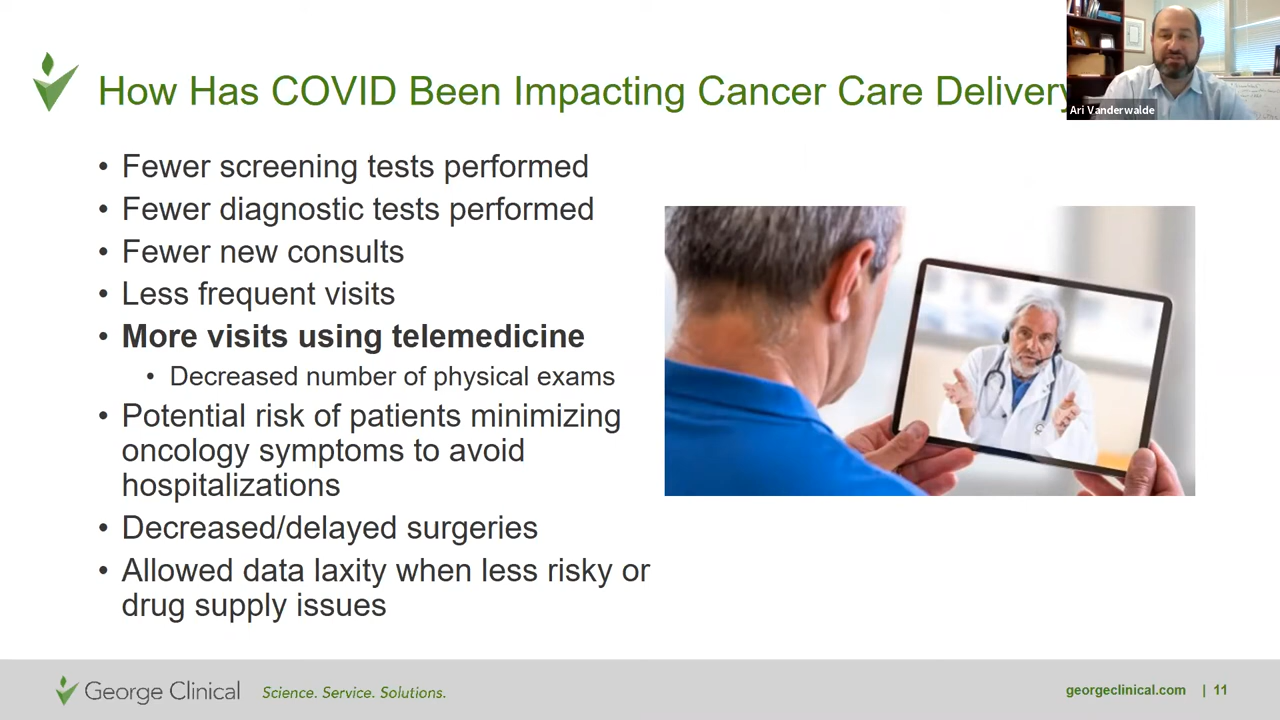 How Has COVID Been Impacting Cancer Care Delivery
Ari Vanderwalde
• Fewer screening tests performed
• Fewer diagnostic tests performed
• Fewer new consults
• Less frequent visits
• More visits using telemedicine
• Decreased number of physical exams
• Potential risk of patients minimizing
oncology symptoms to avoid
hospitalizations
• Decreased/delayed surgeries
• Allowed data laxity when less risky or
drug supply issues
George Clinical
Science. Service. Solutions.
georgeclinical.com | 11